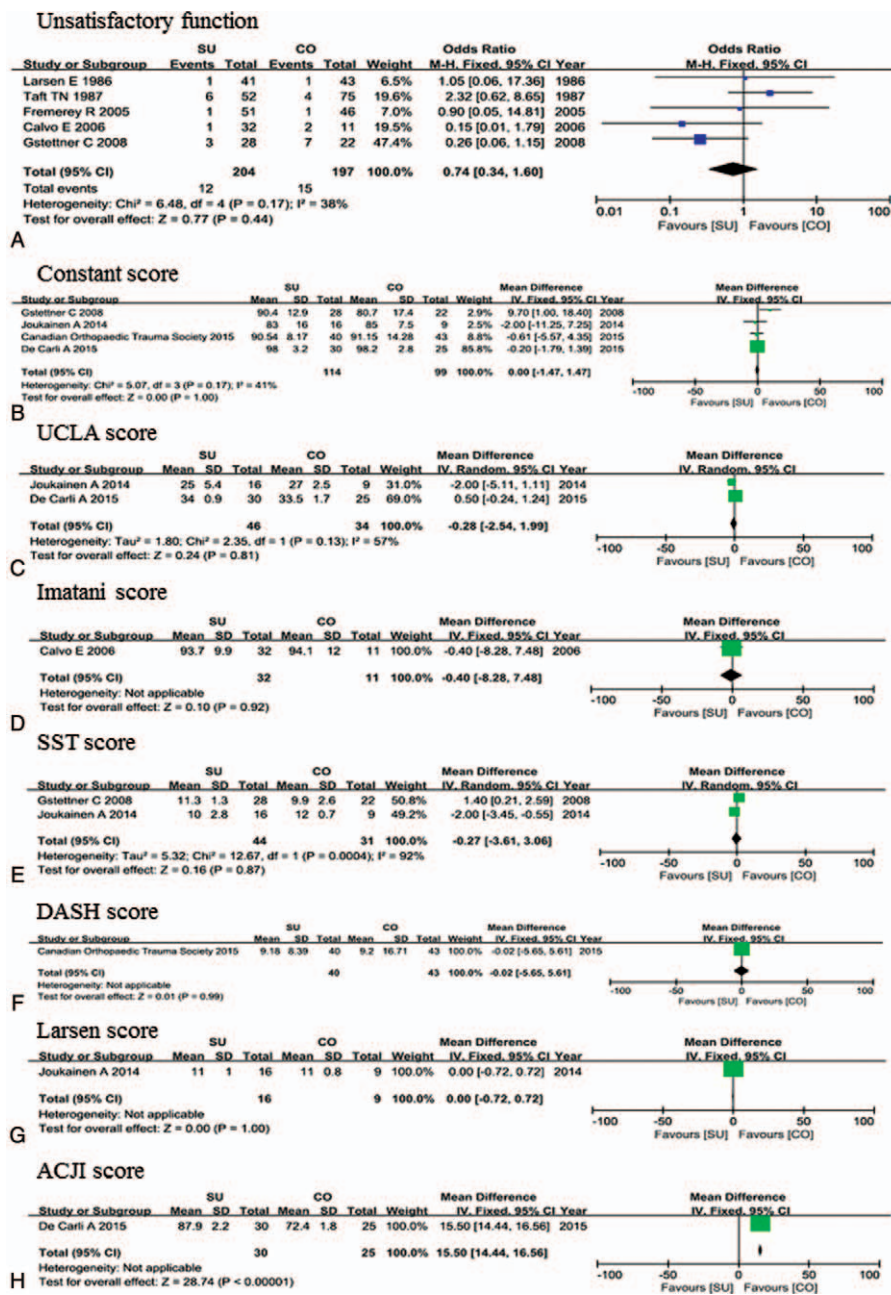 Unsatisfactory function
SU CO Odds Ratio Odds Ratio
Study or Subgroup Events Total Events Total Weight M-H. Fixed. 95% CI Year M-H. Fixed. 95% CI
Larsen E 1986 1 41 1 43 6.5% 1.05 [0.06, 17.36] 1986
Taft TN 1987 6 52 4 75 19.6% 2.32 [0.62, 8.65] 1987
Fremerey R 2005 1 51 1 46 7.0% 0.90 [0.05, 14.81] 2005
Calvo E 2006 1 32 2 11 19.5% 0.15 [0.01, 1.79] 2006
Gstettner C 2008 3 28 7 22 47.4% 0.26 [0.06, 1.15] 2008
Total (95% CI) 204 197 100.0% 0.74 [0.34, 1.60]
Total events 12 15
Heterogeneity: Chi² = 6.48, df = 4 (P = 0.17); I² = 38%
Test for overall effect: Z = 0.77 (P = 0.44)
0.01 0.1 1 10 100
Favours [SU] Favours [CO]
A
Constant score
SU CO Mean Difference Mean Difference
Study or Subgroup Mean SD Total Mean SD Total Weight IV. Fixed. 95% CI Year IV. Fixed. 95% CI
Gstettner C 2008 90.4 12.9 28 80.7 17.4 22 2.9% 9.70 [1.00, 18.40] 2008
Joukainen A 2014 83 16 16 85 7.5 9 2.5% -2.00 [-11.25, 7.25] 2014
Canadian Orthopaedic Trauma Society 2015 90.54 8.17 40 91.15 14.28 43 8.8% -0.61 [-5.57, 4.35] 2015
De Carli A 2015 98 3.2 30 98.2 2.8 25 85.8% -0.20 [-1.79, 1.39] 2015
Total (95% CI) 114 99 100.0% 0.00 [-1.47, 1.47]
Heterogeneity: Chi² = 5.07, df = 3 (P = 0.17); I² = 41%
Test for overall effect: Z = 0.00 (P = 1.00)
-100 -50 0 50 100
Favours [SU] Favours [CO]
B
UCLA score
SU CO Mean Difference Mean Difference
Study or Subgroup Mean SD Total Mean SD Total Weight IV. Random. 95% CI Year IV. Random. 95% CI
Joukainen A 2014 25 5.4 16 27 2.5 9 31.0% -2.00 [-5.11, 1.11] 2014
De Carli A 2015 34 0.9 30 33.5 1.7 25 69.0% 0.50 [-0.24, 1.24] 2015
Total (95% CI) 46 34 100.0% -0.28 [-2.54, 1.99]
Heterogeneity: Tau² = 1.80; Chi² = 2.35, df = 1 (P = 0.13); I² = 57%
Test for overall effect: Z = 0.24 (P = 0.81)
-100 -50 0 50 100
Favours [SU] Favours [CO]
C
Imatani score
SU CO Mean Difference Mean Difference
Study or Subgroup Mean SD Total Mean SD Total Weight IV. Fixed. 95% CI Year IV. Fixed. 95% CI
Calvo E 2006 93.7 9.9 32 94.1 12 11 100.0% -0.40 [-8.28, 7.48] 2006
Total (95% CI) 32 11 100.0% -0.40 [-8.28, 7.48]
Heterogeneity: Not applicable
Test for overall effect: Z = 0.10 (P = 0.92)
-100 -50 0 50 100
Favours [SU] Favours [CO]
D
SST score
SU CO Mean Difference Mean Difference
Study or Subgroup Mean SD Total Mean SD Total Weight IV. Random. 95% CI Year IV. Random. 95% CI
Gstettner C 2008 11.3 1.3 28 9.9 2.6 22 50.8% 1.40 [0.21, 2.59] 2008
Joukainen A 2014 10 2.8 16 12 0.7 9 49.2% -2.00 [-3.45, -0.55] 2014
Total (95% CI) 44 31 100.0% -0.27 [-3.61, 3.06]
Heterogeneity: Tau² = 5.32; Chi² = 12.67, df = 1 (P = 0.0004); I² = 92%
Test for overall effect: Z = 0.16 (P = 0.87)
-100 -50 0 50 100
Favours [SU] Favours [CO]
E
DASH score
SU CO Mean Difference Mean Difference
Study or Subgroup Mean SD Total Mean SD Total Weight IV. Fixed. 95% CI Year IV. Fixed. 95% CI
Canadian Orthopaedic Trauma Society 2015 9.18 8.39 40 9.2 16.71 43 100.0% -0.02 [-5.65, 5.61] 2015
Total (95% CI) 40 43 100.0% -0.02 [-5.65, 5.61]
Heterogeneity: Not applicable
Test for overall effect: Z = 0.01 (P = 0.99)
-100 -50 0 50 100
Favours [SU] Favours [CO]
F
Larsen score
SU CO Mean Difference Mean Difference
Study or Subgroup Mean SD Total Mean SD Total Weight IV. Fixed. 95% CI Year IV. Fixed. 95% CI
Joukainen A 2014 11 1 16 11 0.8 9 100.0% 0.00 [-0.72, 0.72] 2014
Total (95% CI) 16 9 100.0% 0.00 [-0.72, 0.72]
Heterogeneity: Not applicable
Test for overall effect: Z = 0.00 (P = 1.00)
-100 -50 0 50 100
Favours [SU] Favours [CO]
G
ACJI score
SU CO Mean Difference Mean Difference
Study or Subgroup Mean SD Total Mean SD Total Weight IV. Fixed. 95% CI Year IV. Fixed. 95% CI
De Carli A 2015 87.9 2.2 30 72.4 1.8 25 100.0% 15.50 [14.44, 16.56] 2015
Total (95% CI) 30 25 100.0% 15.50 [14.44, 16.56]
Heterogeneity: Not applicable
Test for overall effect: Z = 28.74 (P < 0.00001)
-100 -50 0 50 100
Favours [SU] Favours [CO]
H